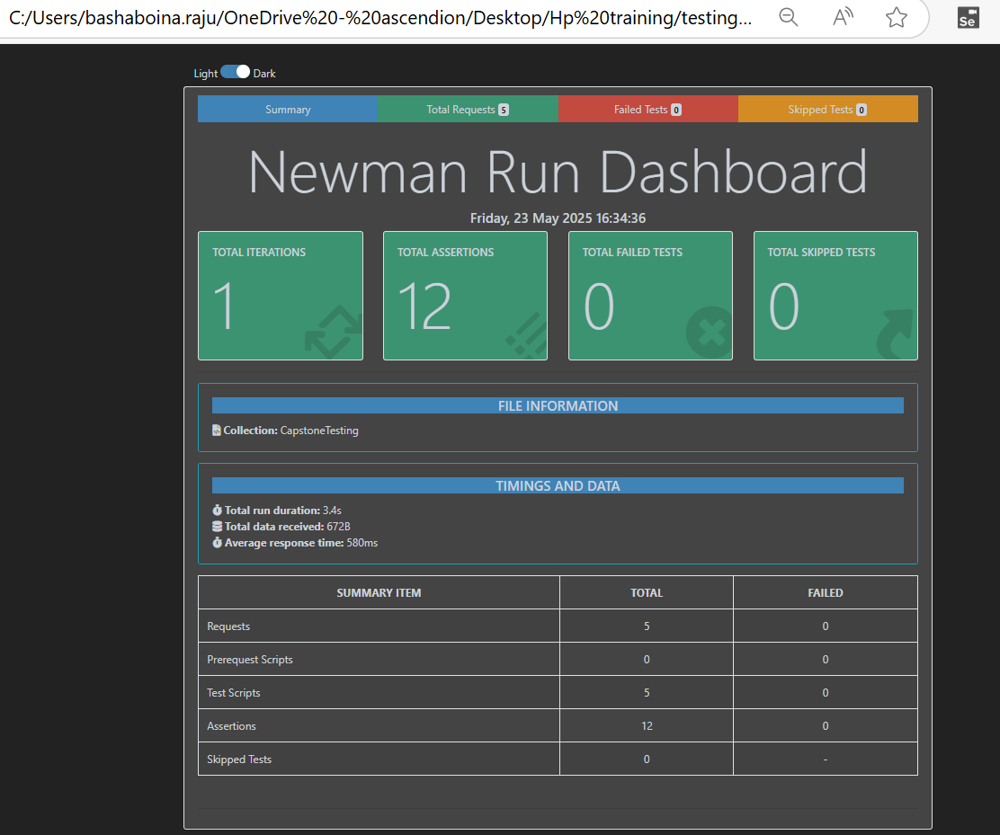 C:/Users/bashaboina.raju/OneDrive%20-%20ascendion/Desktop/Hp%20training/testing...
A
Se
Light Dark
Summary Total Requests 5 Failed Tests 0 Skipped Tests 0
Newman Run Dashboard
Friday, 23 May 2025 16:34:36
TOTAL ITERATIONS TOTAL ASSERTIONS TOTAL FAILED TESTS TOTAL SKIPPED TESTS
1 12 0 0
FILE INFORMATION
Collection: CapstoneTesting
TIMINGS AND DATA
Total run duration: 3.4s
Total data received: 672B
Average response time: 580ms
SUMMARY ITEM TOTAL FAILED
Requests 5 0
Prerequest Scripts 0 0
Test Scripts 5 0
Assertions 12 0
Skipped Tests 0 -